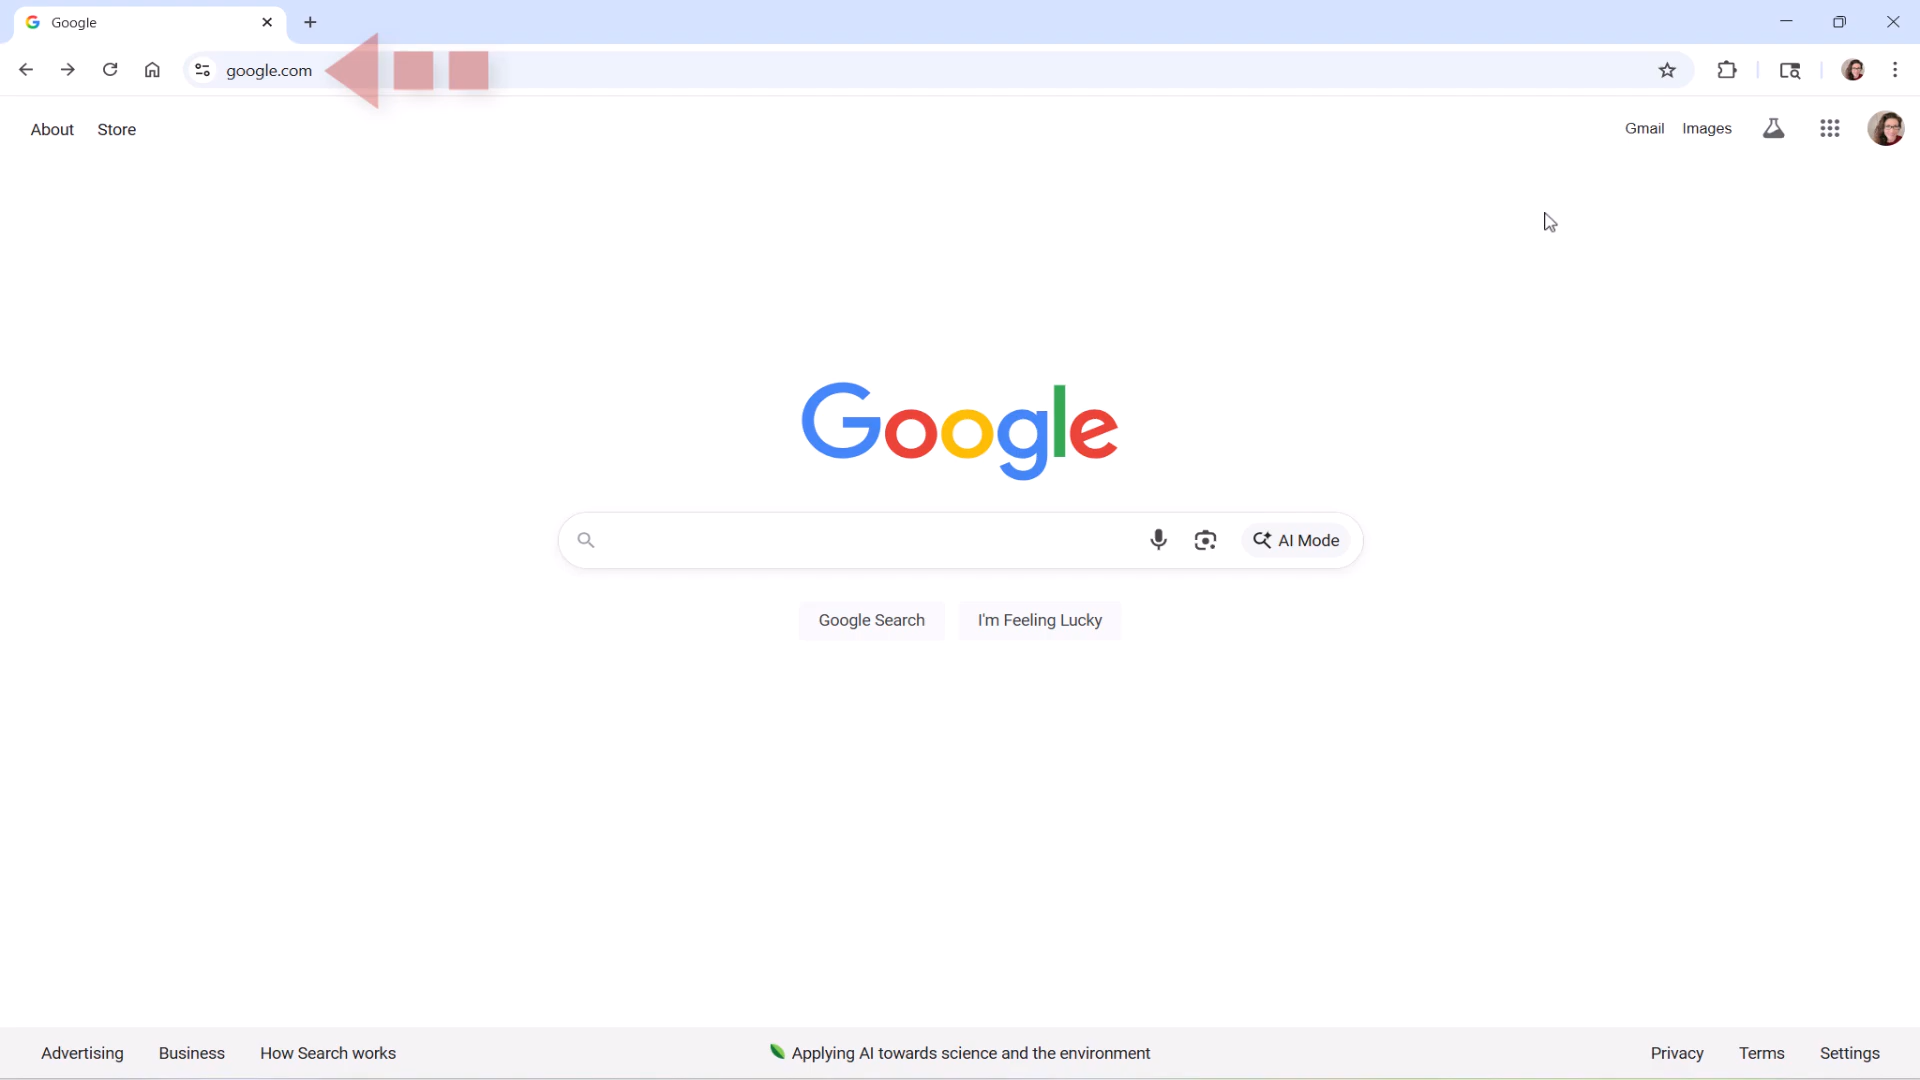 Google
google.com
About Store
Gmail Images
Google
AI Mode
Google Search I'm Feeling Lucky
Advertising Business How Search works
Applying AI towards science and the environment
Privacy Terms Settings